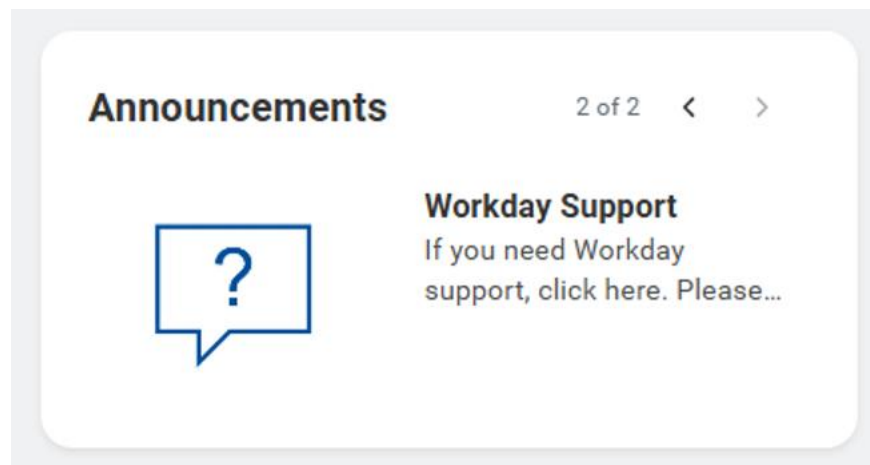 Announcements 2 of 2
?
Workday Support
If you need Workday
support, click here. Please...